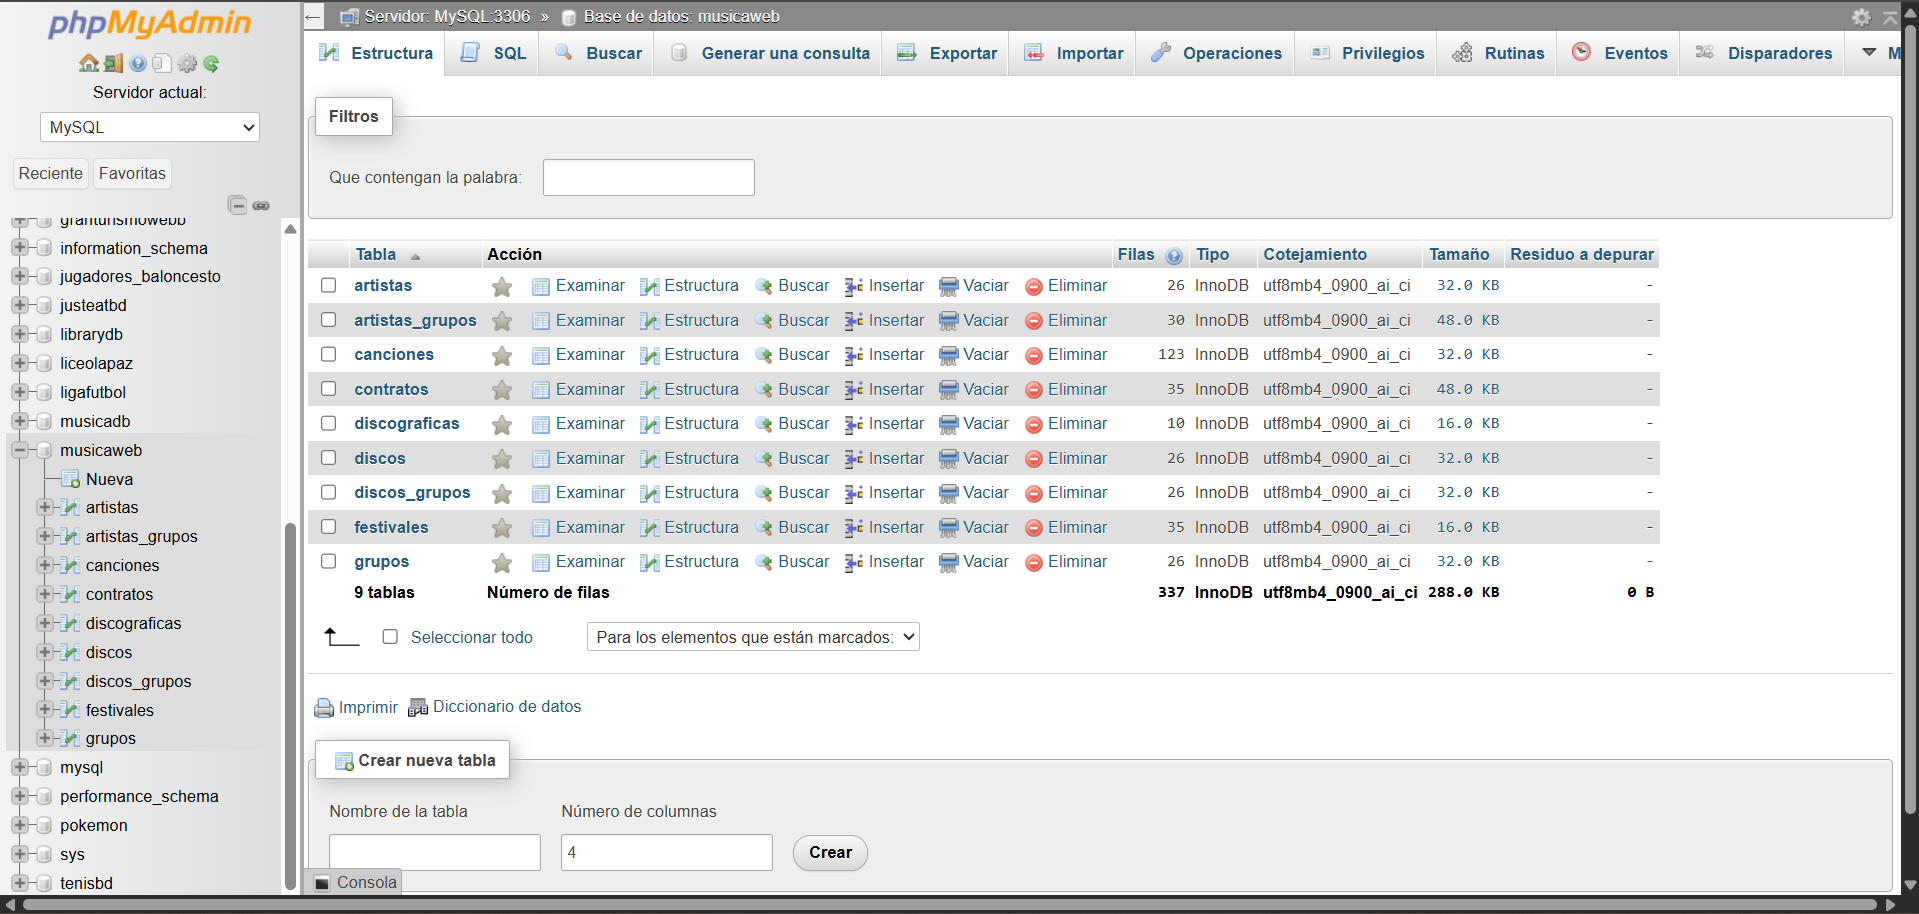 phpMyAdmin
Servidor actual:
MySQL
Reciente
Favoritas
granturismowebb
information_schema
jugadores_baloncesto
justeatbd
librarydb
liceolapaz
ligafutbol
musicadb
musicaweb
Nueva
artistas
artistas_grupos
canciones
contratos
discograficas
discos
discos_grupos
festivales
grupos
mysql
performance_schema
pokemon
sys
tenisbd
Servidor: MySQL:3306 » Base de datos: musicaweb
Estructura SQL Buscar Generar una consulta Exportar Importar Operaciones Privilegios Rutinas Eventos Disparadores M
Filtros
Que contengan la palabra:
Tabla Acción Filas Tipo Cotejamiento Tamaño Residuo a depurar
artistas Examinar Estructura Buscar Insertar Vaciar Eliminar 26 InnoDB utf8mb4_0900_ai_ci 32.0 KB -
artistas_grupos Examinar Estructura Buscar Insertar Vaciar Eliminar 30 InnoDB utf8mb4_0900_ai_ci 48.0 KB -
canciones Examinar Estructura Buscar Insertar Vaciar Eliminar 123 InnoDB utf8mb4_0900_ai_ci 32.0 KB -
contratos Examinar Estructura Buscar Insertar Vaciar Eliminar 35 InnoDB utf8mb4_0900_ai_ci 48.0 KB -
discograficas Examinar Estructura Buscar Insertar Vaciar Eliminar 10 InnoDB utf8mb4_0900_ai_ci 16.0 KB -
discos Examinar Estructura Buscar Insertar Vaciar Eliminar 26 InnoDB utf8mb4_0900_ai_ci 32.0 KB -
discos_grupos Examinar Estructura Buscar Insertar Vaciar Eliminar 26 InnoDB utf8mb4_0900_ai_ci 32.0 KB -
festivales Examinar Estructura Buscar Insertar Vaciar Eliminar 35 InnoDB utf8mb4_0900_ai_ci 16.0 KB -
grupos Examinar Estructura Buscar Insertar Vaciar Eliminar 26 InnoDB utf8mb4_0900_ai_ci 32.0 KB -
9 tablas Número de filas 337 InnoDB utf8mb4_0900_ai_ci 288.0 KB 0 B
Seleccionar todo Para los elementos que están marcados:
Imprimir Diccionario de datos
Crear nueva tabla
Nombre de la tabla Número de columnas
4 Crear
Consola